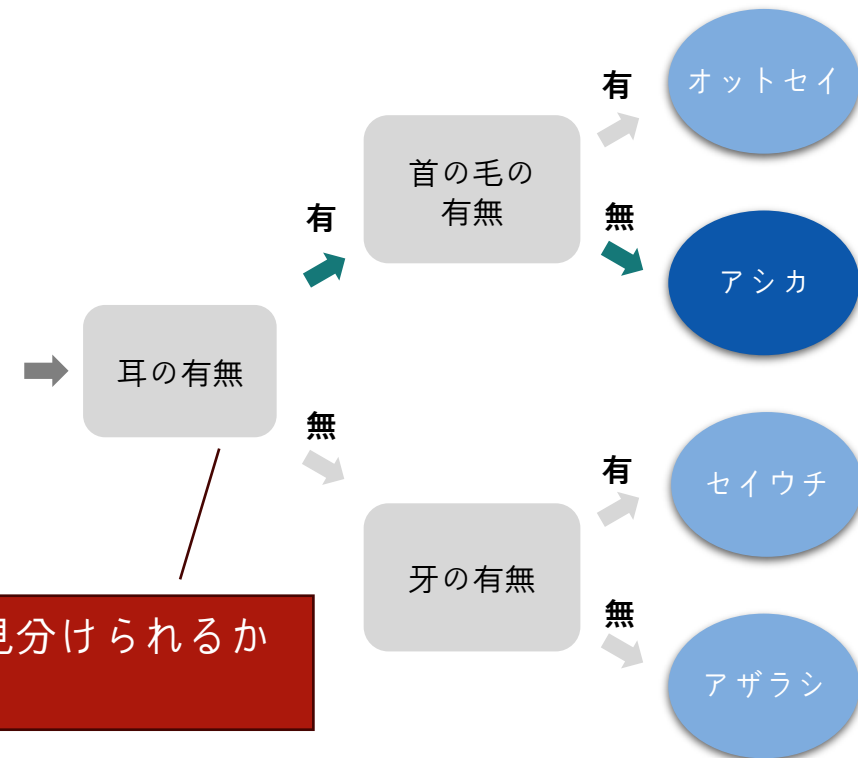 有
オットセイ
首の毛の
有無
有
無
アシカ
耳の有無
無
有
セイウチ
牙の有無
見分けられるか
無
アザラシ